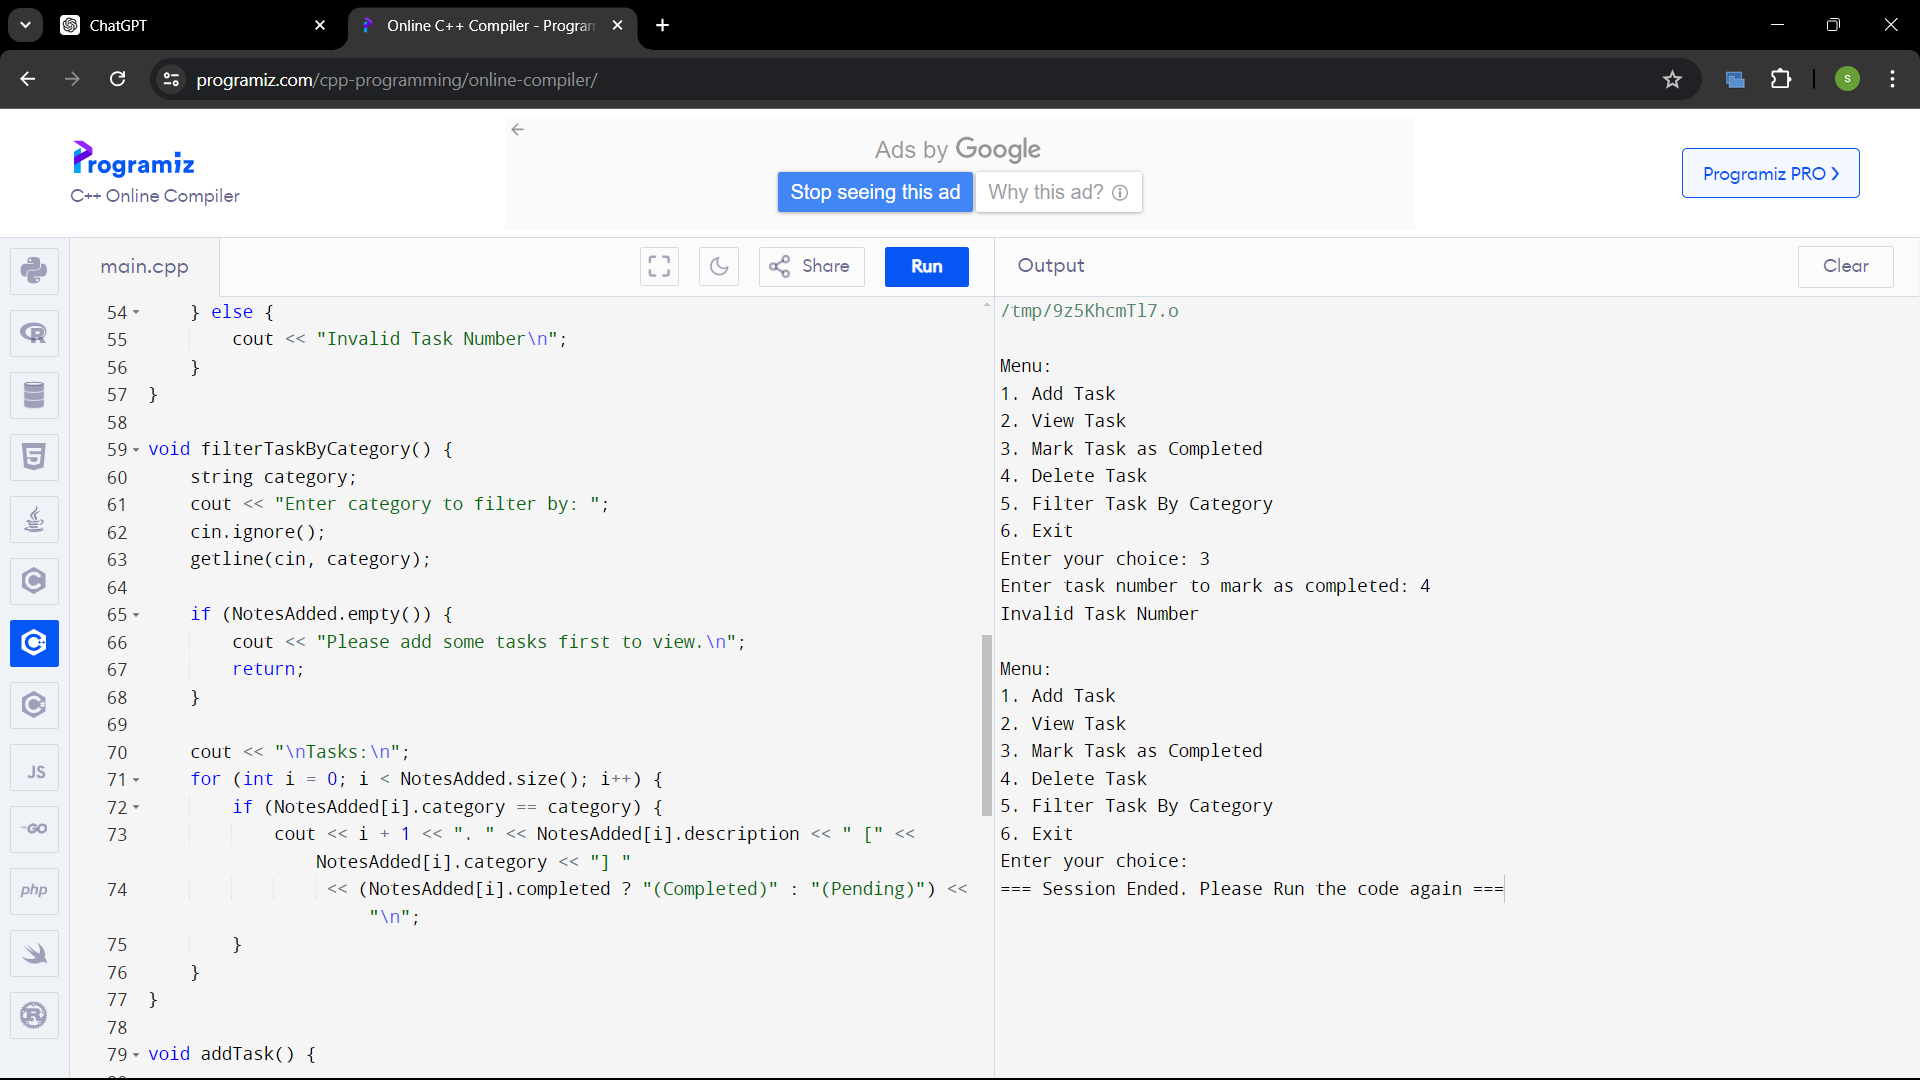 ChatGPT
Online C++ Compiler - Program
programiz.com/cpp-programming/online-compiler/
S
Programiz
C++ Online Compiler
Ads by Google
Stop seeing this ad
Why this ad?
Programiz PRO
main.cpp
Share
Run
Output
Clear
54 } else {
55 cout << "Invalid Task Number\n";
56 }
57 }
58
59 void filterTaskByCategory() {
60 string category;
61 cout << "Enter category to filter by: ";
62 cin.ignore();
63 getline(cin, category);
64
65 if (NotesAdded.empty()) {
66 cout << "Please add some tasks first to view.\n";
67 return;
68 }
69
70 cout << "\nTasks:\n";
71 for (int i = 0; i < NotesAdded.size(); i++) {
72 if (NotesAdded[i].category == category) {
73 cout << i + 1 << ". " << NotesAdded[i].description << " [" <<
NotesAdded[i].category << "] "
74 << (NotesAdded[i].completed ? "(Completed)" : "(Pending)") <<
"\n";
75 }
76 }
77 }
78
79 void addTask() {
/tmp/9z5KhcmTl7.o
Menu:
1. Add Task
2. View Task
3. Mark Task as Completed
4. Delete Task
5. Filter Task By Category
6. Exit
Enter your choice: 3
Enter task number to mark as completed: 4
Invalid Task Number
Menu:
1. Add Task
2. View Task
3. Mark Task as Completed
4. Delete Task
5. Filter Task By Category
6. Exit
Enter your choice:
=== Session Ended. Please Run the code again ===
R
5
C
C++
C#
JS
GO
php
R